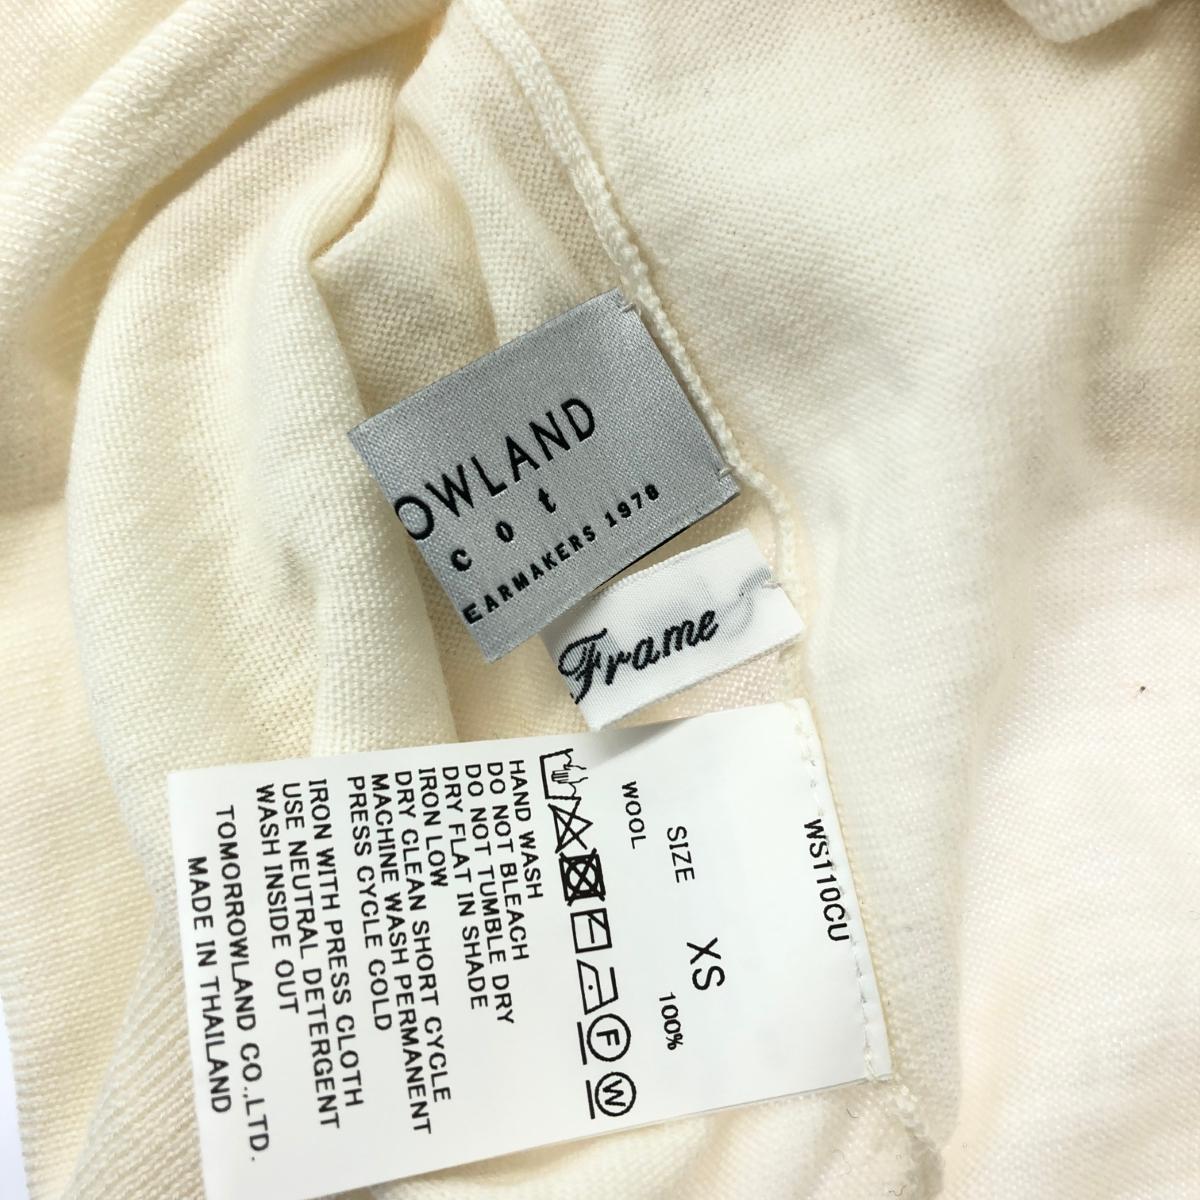 OWLAND
cot
EARMAKERS 1978
Frame
WS110CU
SIZE XS
WOOL 100%
F W
HAND WASH
DO NOT BLEACH
DO NOT TUMBLE DRY
DRY FLAT IN SHADE
IRON LOW
DRY CLEAN SHORT CYCLE
MACHINE WASH PERMANENT
PRESS CYCLE COLD
IRON WITH PRESS CLOTH
USE NEUTRAL DETERGENT
WASH INSIDE OUT
TOMORROWLAND CO.,LTD.
MADE IN THAILAND